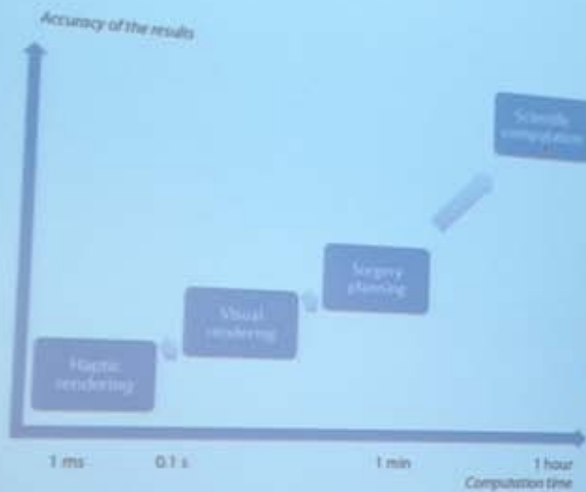 Accuracy of the results
Scientific
computation
Surgery
planning
Visual
rendering
Haptic
rendering
1 ms
0.1 s
1 min
1 hour
Computation time